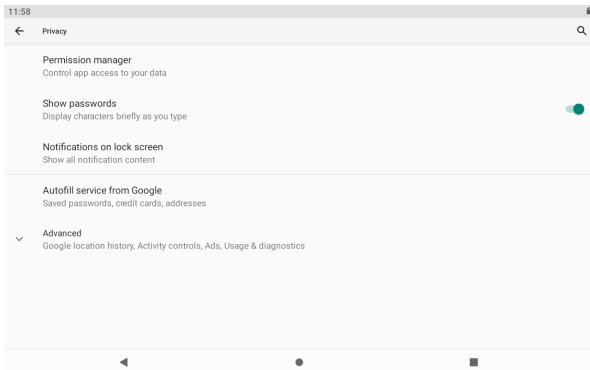 11:58
Privacy
Permission manager
Control app access to your data
Show passwords
Display characters briefly as you type
Notifications on lock screen
Show all notification content
Autofill service from Google
Saved passwords, credit cards, addresses
Advanced
Google location history, Activity controls, Ads, Usage & diagnostics